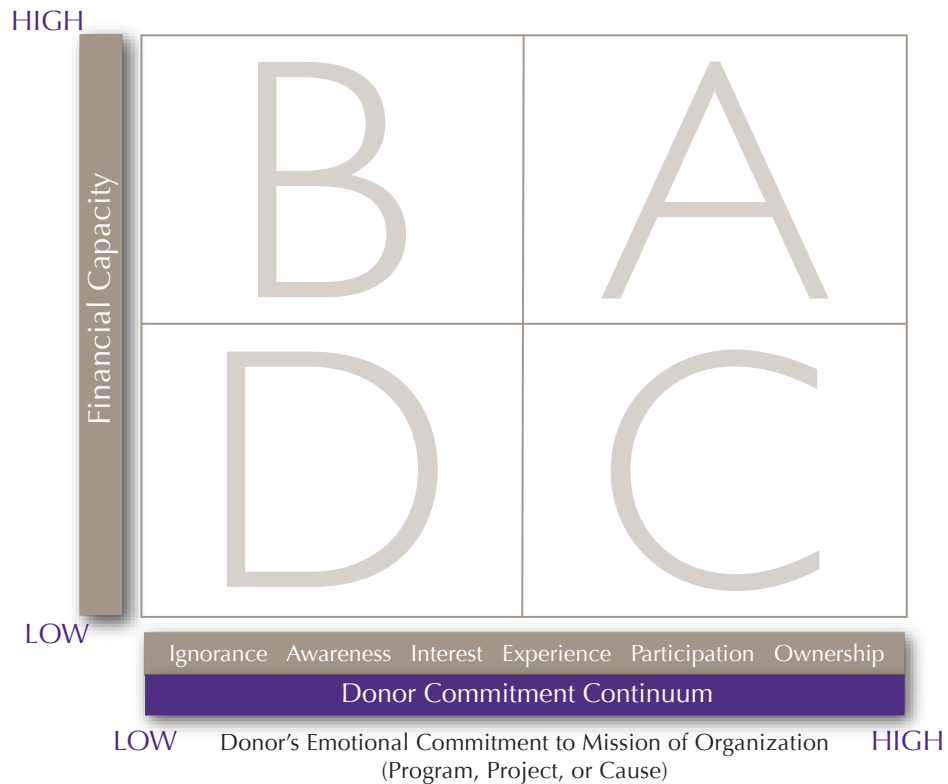 HIGH
B A
Financial Capacity
D C
LOW
Ignorance Awareness Interest Experience Participation Ownership
Donor Commitment Continuum
LOW Donor’s Emotional Commitment to Mission of Organization HIGH
(Program, Project, or Cause)